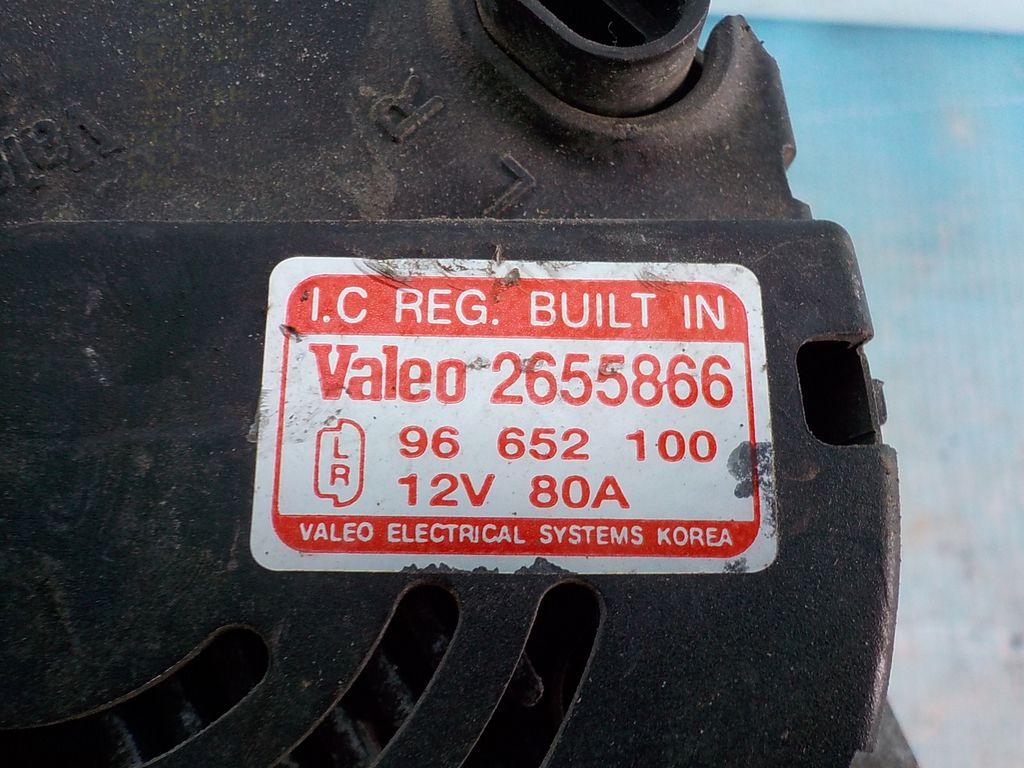 R
L
I.C REG. BUILT IN
Valeo 2655866
L
R
96 652 100
12V 80A
VALEO ELECTRICAL SYSTEMS KOREA